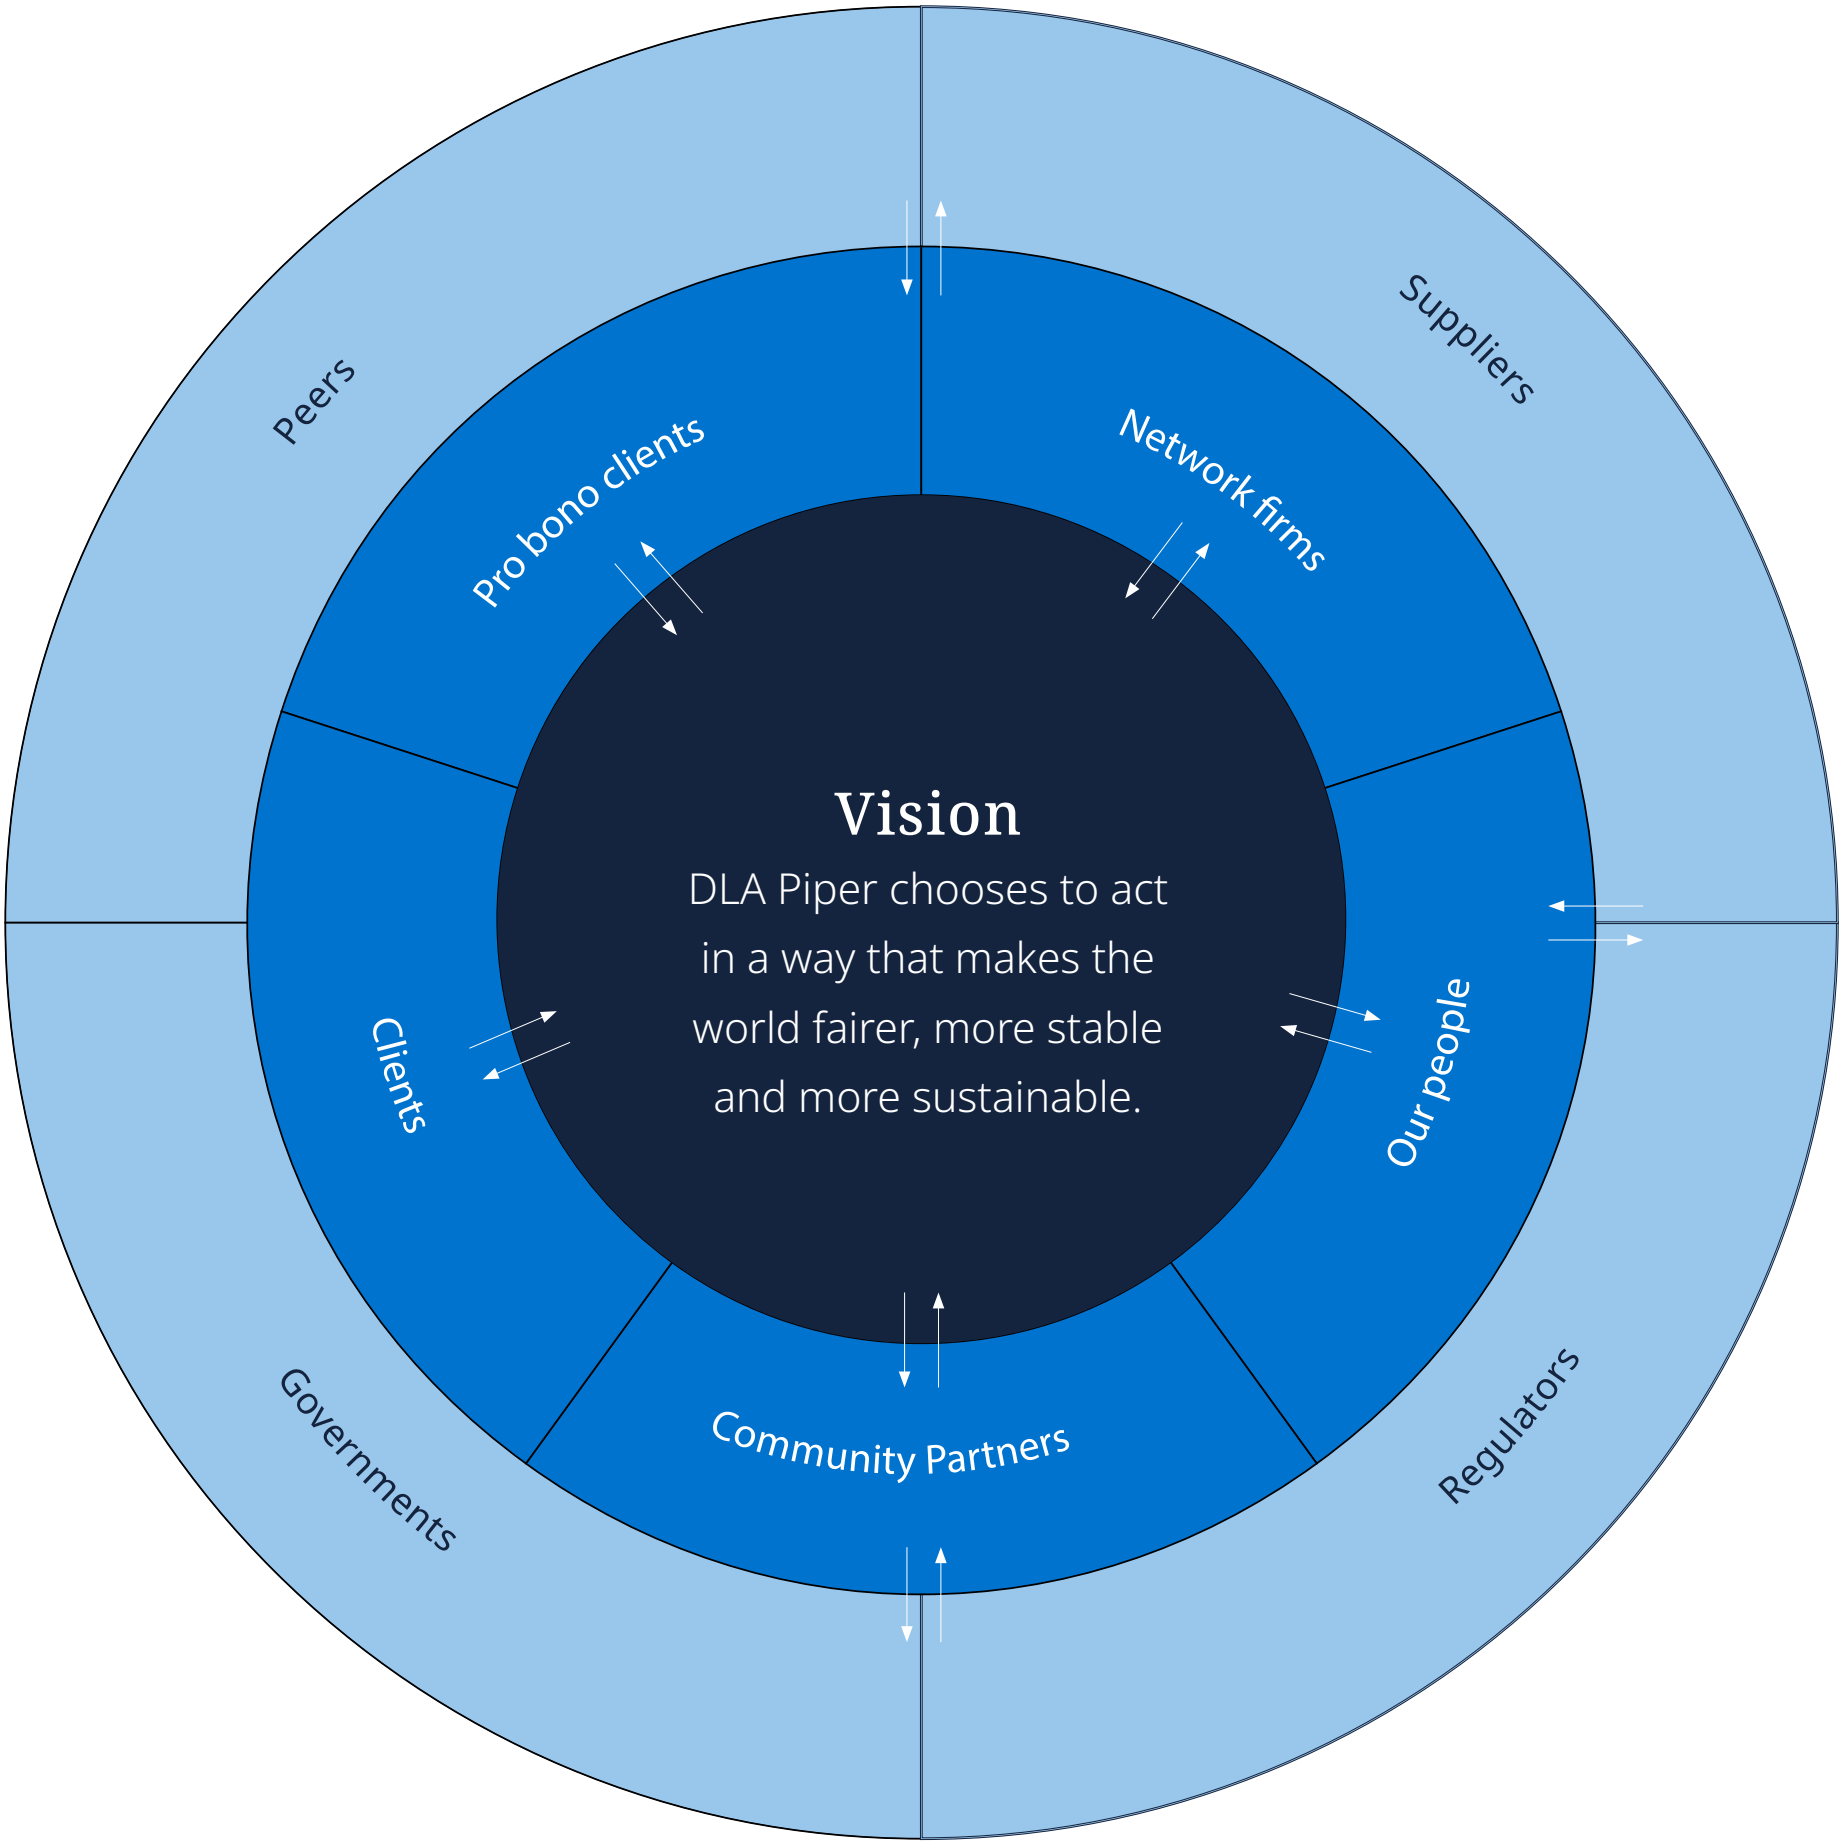 Peers
Suppliers
Pro bono clients
Network firms
Vision
DLA Piper chooses to act
in a way that makes the
world fairer, more stable
and more sustainable.
Clients
Our people
Community Partners
Governments
Regulators